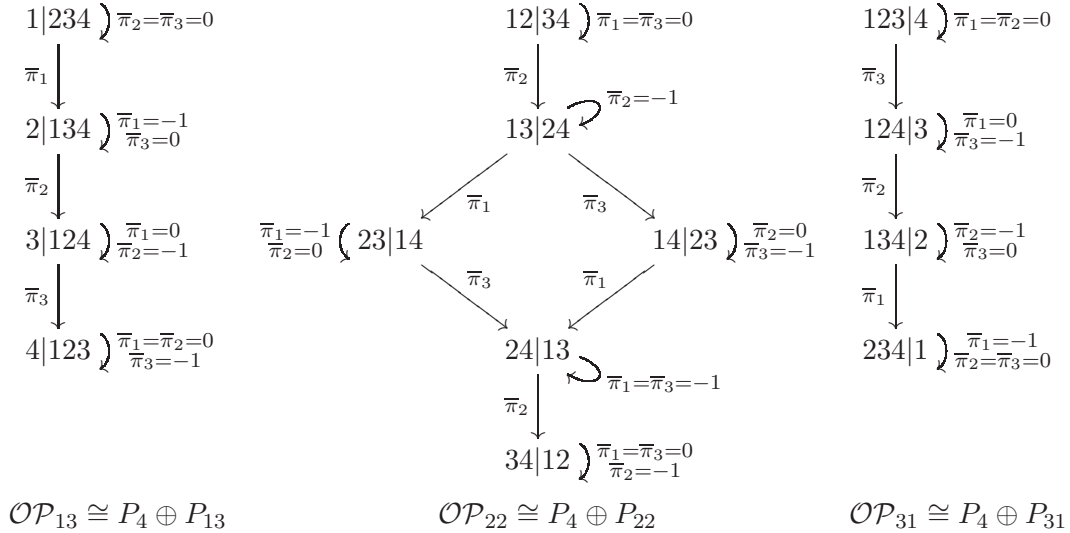 1|234 π̅₂=π̅₃=0
π̅₁
2|134 π̅₁=−1
π̅₃=0
π̅₂
3|124 π̅₁=0
π̅₂=−1
π̅₃
4|123 π̅₁=π̅₂=0
π̅₃=−1
𝒪𝒫₁₃ ≅ P₄ ⊕ P₁₃
12|34 π̅₁=π̅₃=0
π̅₂
13|24 π̅₂=−1
π̅₁ π̅₃
π̅₁=−1
π̅₂=0
23|14 14|23 π̅₂=0
π̅₃=−1
π̅₃ π̅₁
24|13
π̅₁=π̅₃=−1
π̅₂
34|12 π̅₁=π̅₃=0
π̅₂=−1
𝒪𝒫₂₂ ≅ P₄ ⊕ P₂₂
123|4 π̅₁=π̅₂=0
π̅₃
124|3 π̅₁=0
π̅₃=−1
π̅₂
134|2 π̅₂=−1
π̅₃=0
π̅₁
234|1 π̅₁=−1
π̅₂=π̅₃=0
𝒪𝒫₃₁ ≅ P₄ ⊕ P₃₁